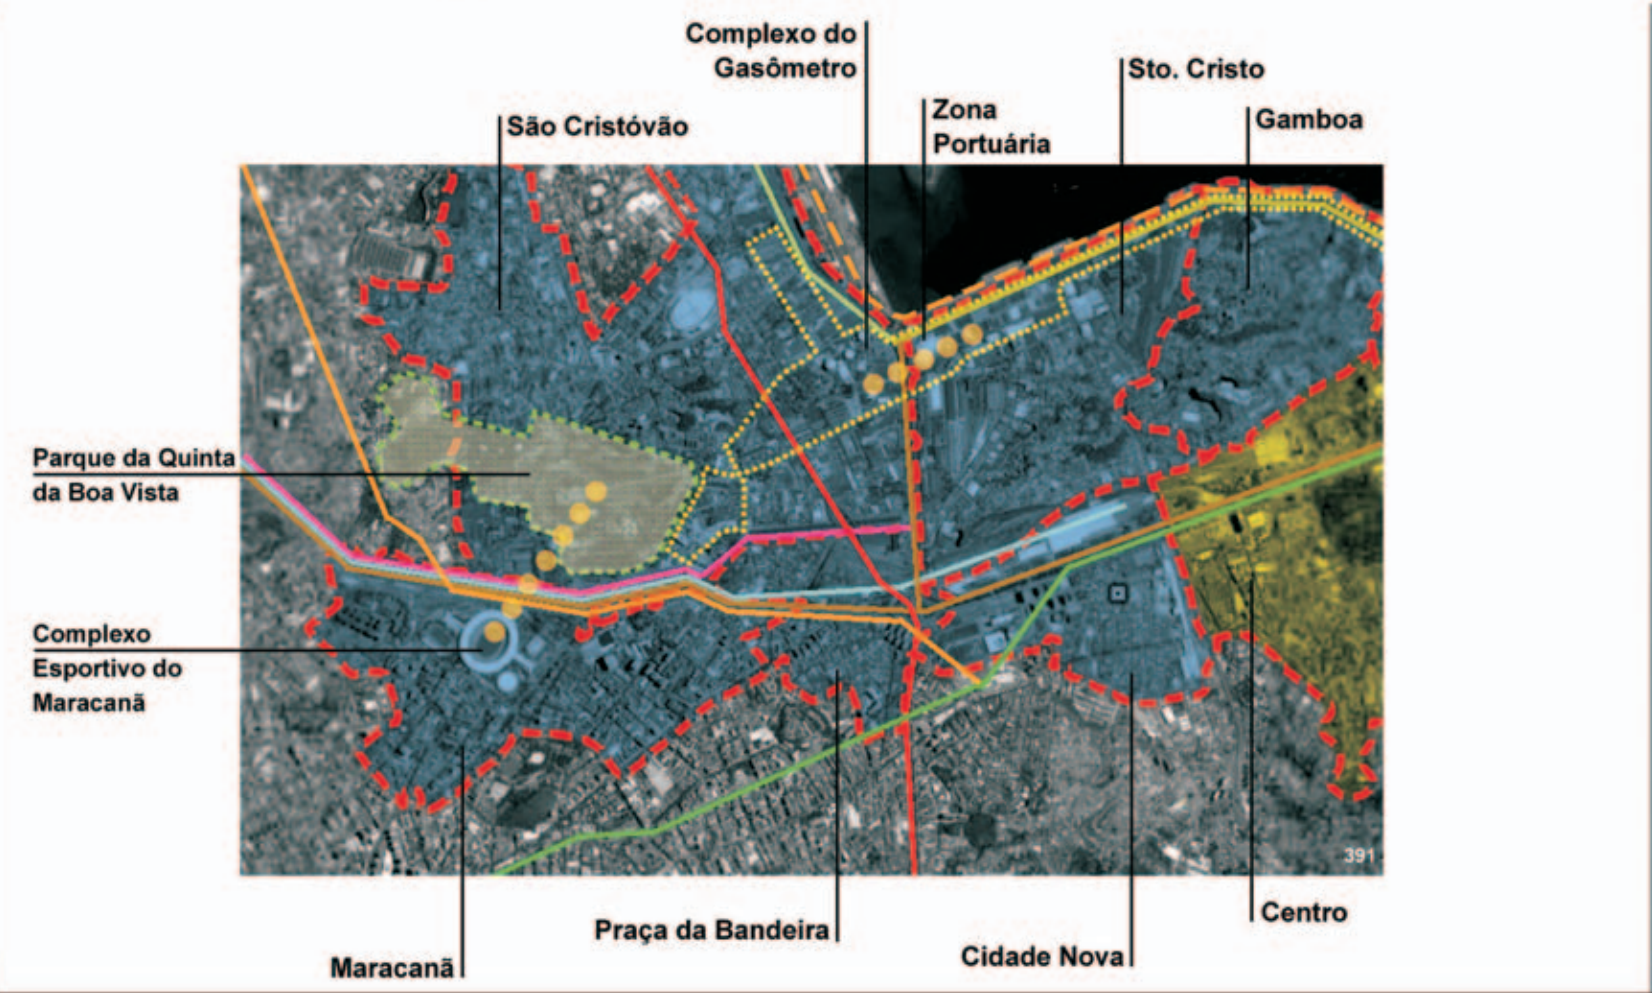 Complexo do
Gasômetro
Sto. Cristo
Zona
Portuária
Gamboa
São Cristóvão
Parque da Quinta
da Boa Vista
Complexo
Esportivo do
Maracanã
391
Centro
Praça da Bandeira
Cidade Nova
Maracanã